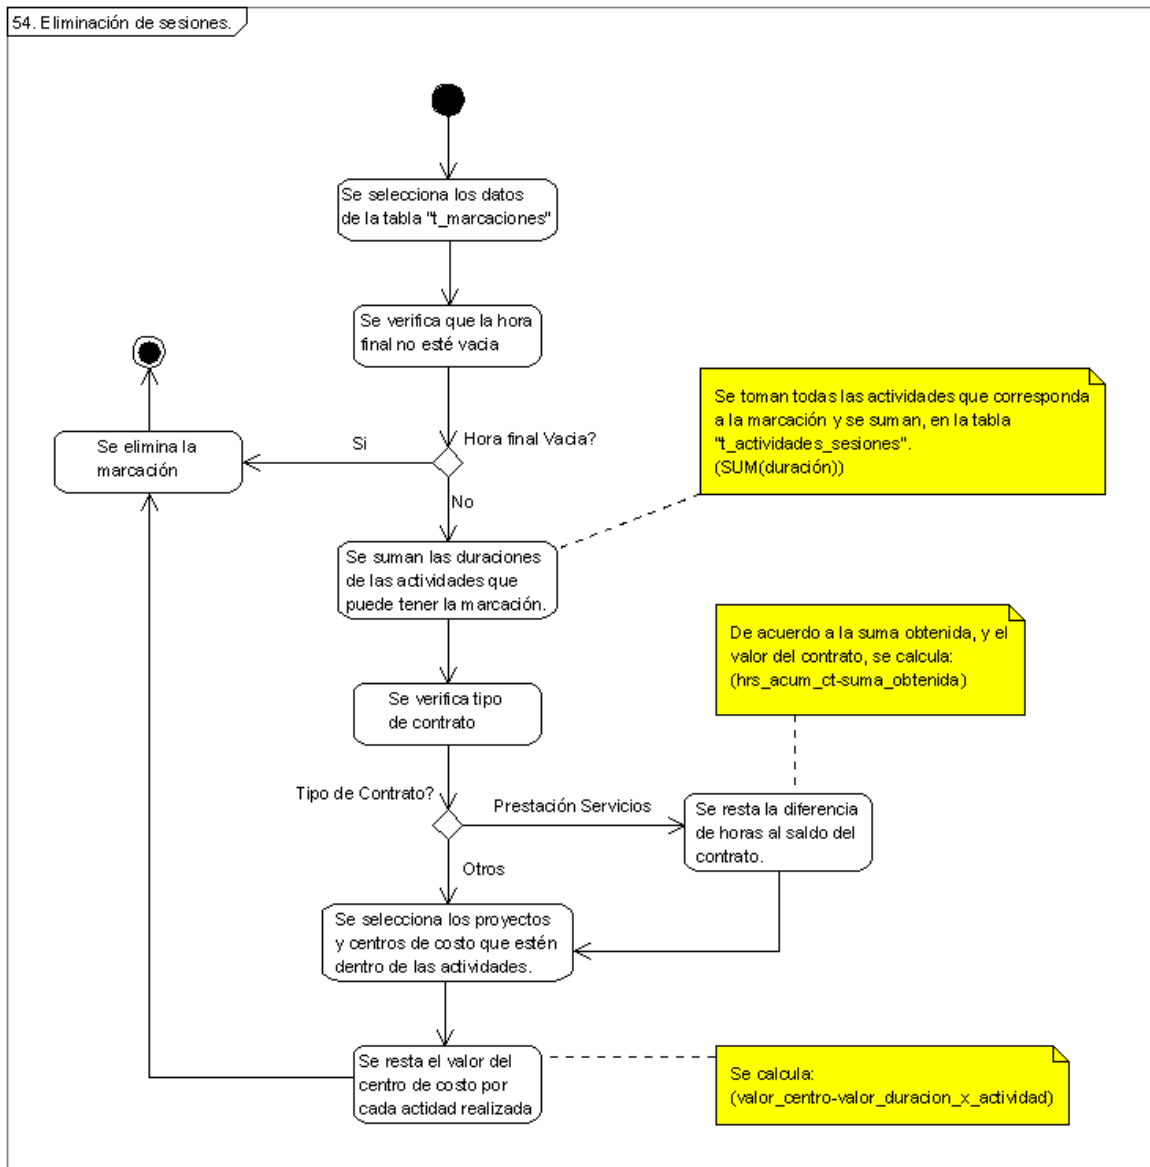 54. Eliminación de sesiones.
Se selecciona los datos
de la tabla "t_marcaciones"
Se verifica que la hora
final no esté vacia
Se toman todas las actividades que corresponda
a la marcación y se suman, en la tabla
"t_actividades_sesiones".
(SUM(duración))
Hora final Vacia?
Si
Se elimina la
marcación
No
Se suman las duraciones
de las actividades que
puede tener la marcación.
De acuerdo a la suma obtenida, y el
valor del contrato, se calcula:
(hrs_acum_ct-suma_obtenida)
Se verifica tipo
de contrato
Tipo de Contrato?
Prestación Servicios
Se resta la diferencia
de horas al saldo del
contrato.
Otros
Se selecciona los proyectos
y centros de costo que estén
dentro de las actividades.
Se resta el valor del
centro de costo por
cada actidad realizada
Se calcula:
(valor_centro-valor_duracion_x_actividad)